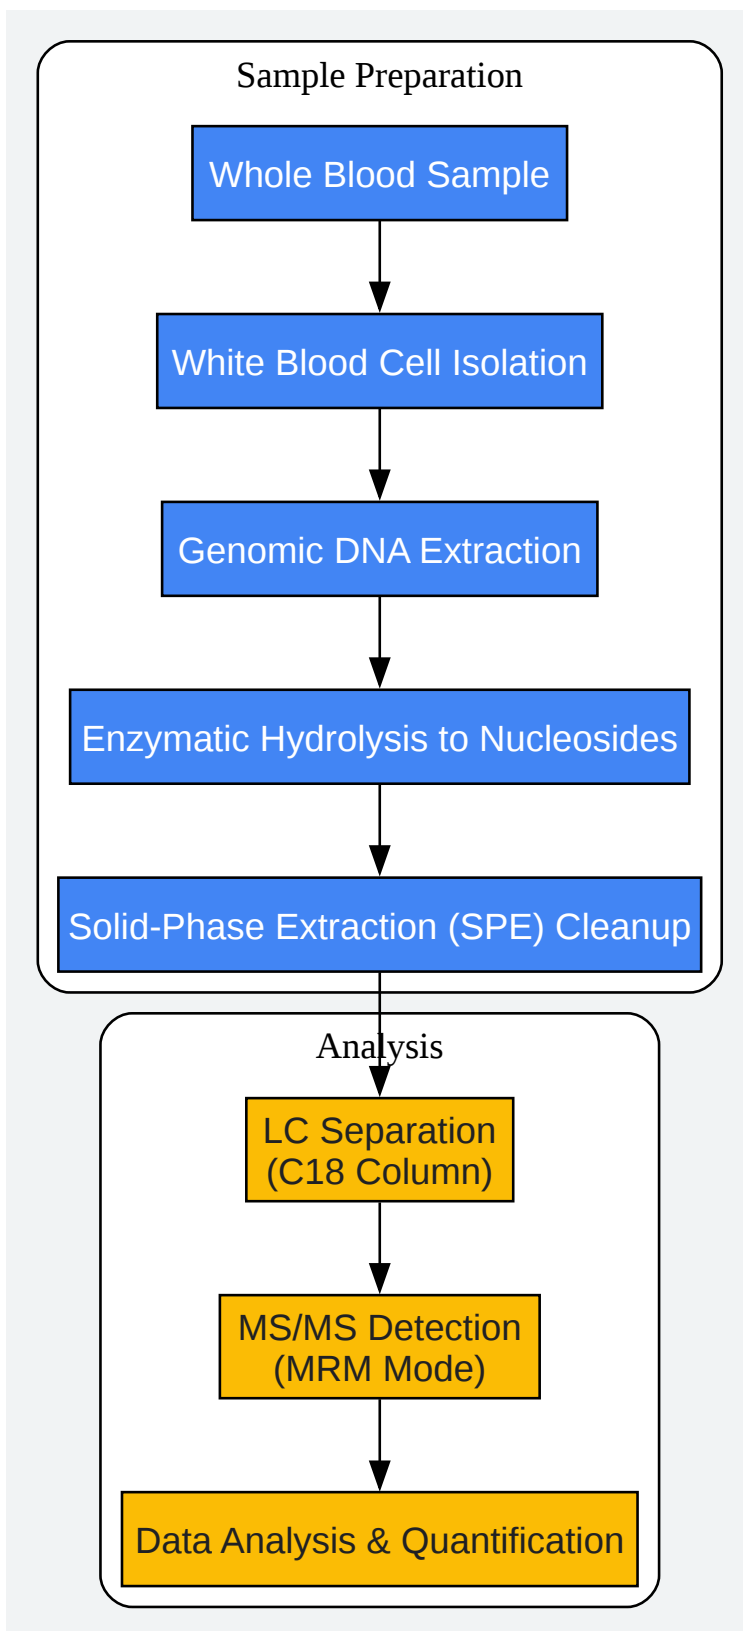 Sample Preparation
Whole Blood Sample
White Blood Cell Isolation
Genomic DNA Extraction
Enzymatic Hydrolysis to Nucleosides
Solid-Phase Extraction (SPE) Cleanup
Analysis
LC Separation
(C18 Column)
MS/MS Detection
(MRM Mode)
Data Analysis & Quantification